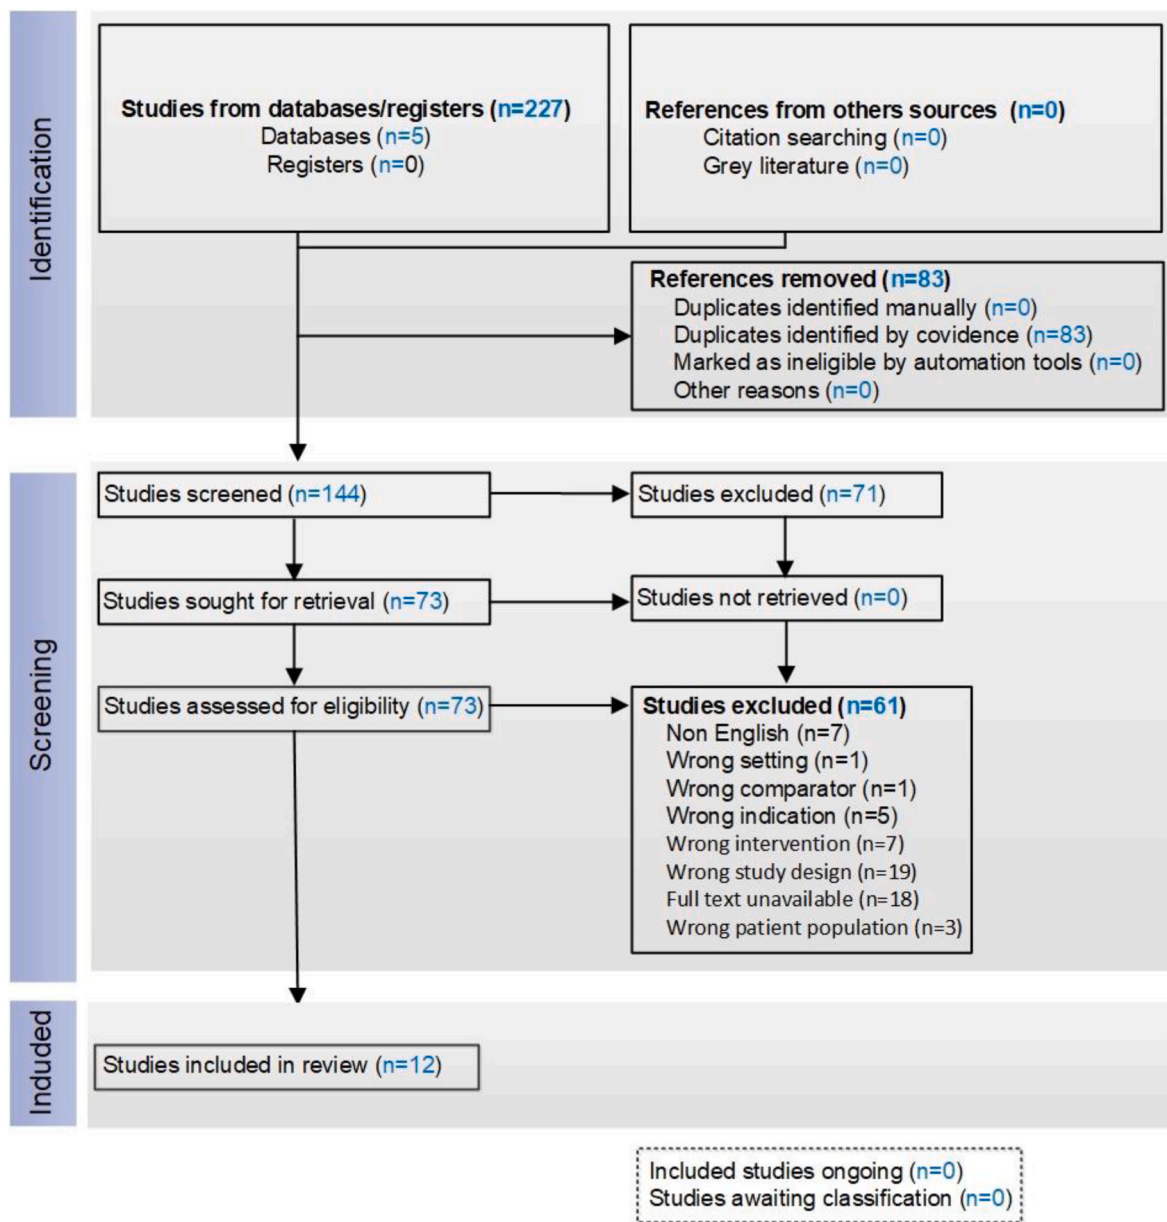 Identification
Studies from databases/registers (n=227)
Databases (n=5)
Registers (n=0)
References from others sources (n=0)
Citation searching (n=0)
Grey literature (n=0)
References removed (n=83)
Duplicates identified manually (n=0)
Duplicates identified by covidence (n=83)
Marked as ineligible by automation tools (n=0)
Other reasons (n=0)
Screening
Studies screened (n=144)
Studies excluded (n=71)
Studies sought for retrieval (n=73)
Studies not retrieved (n=0)
Studies assessed for eligibility (n=73)
Studies excluded (n=61)
Non English (n=7)
Wrong setting (n=1)
Wrong comparator (n=1)
Wrong indication (n=5)
Wrong intervention (n=7)
Wrong study design (n=19)
Full text unavailable (n=18)
Wrong patient population (n=3)
Included
Studies included in review (n=12)
Included studies ongoing (n=0)
Studies awaiting classification (n=0)